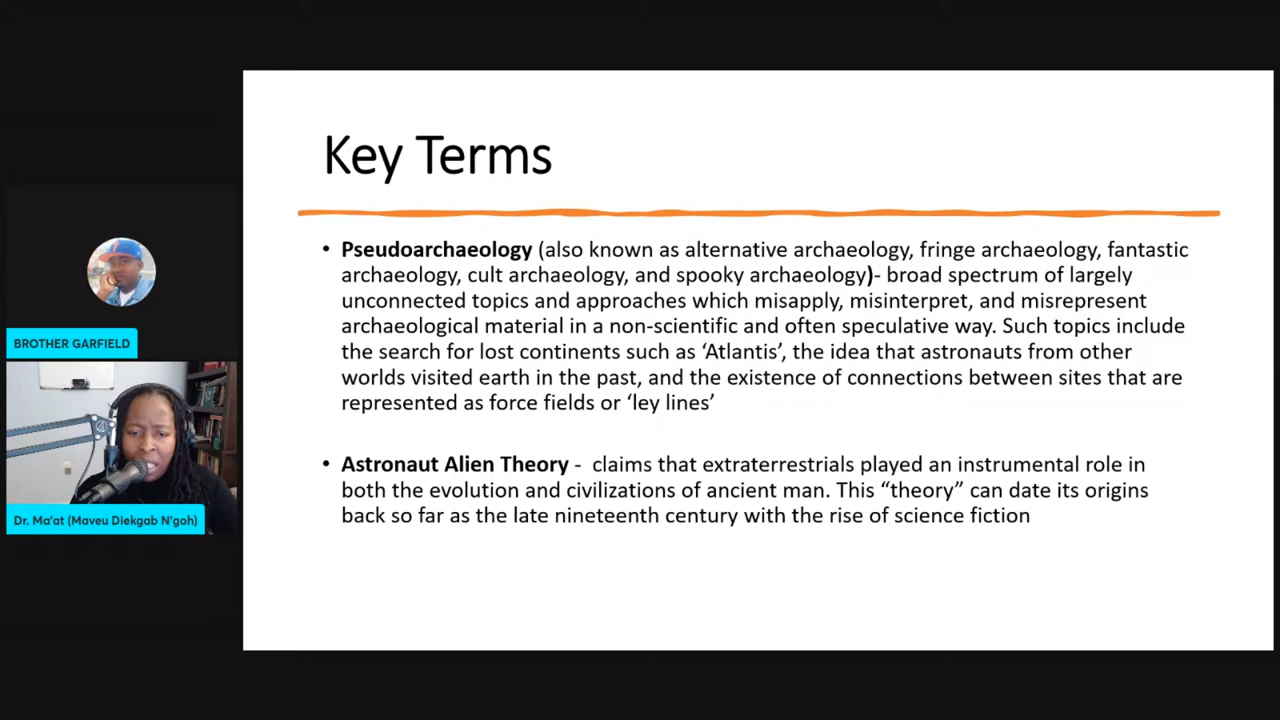 Key Terms
• Pseudoarchaeology (also known as alternative archaeology, fringe archaeology, fantastic
archaeology, cult archaeology, and spooky archaeology)- broad spectrum of largely
unconnected topics and approaches which misapply, misinterpret, and misrepresent
archaeological material in a non-scientific and often speculative way. Such topics include
the search for lost continents such as ‘Atlantis’, the idea that astronauts from other
worlds visited earth in the past, and the existence of connections between sites that are
represented as force fields or ‘ley lines’
• Astronaut Alien Theory - claims that extraterrestrials played an instrumental role in
both the evolution and civilizations of ancient man. This “theory” can date its origins
back so far as the late nineteenth century with the rise of science fiction
BROTHER GARFIELD
Dr. Ma’at (Maveu Diekgab N’goh)